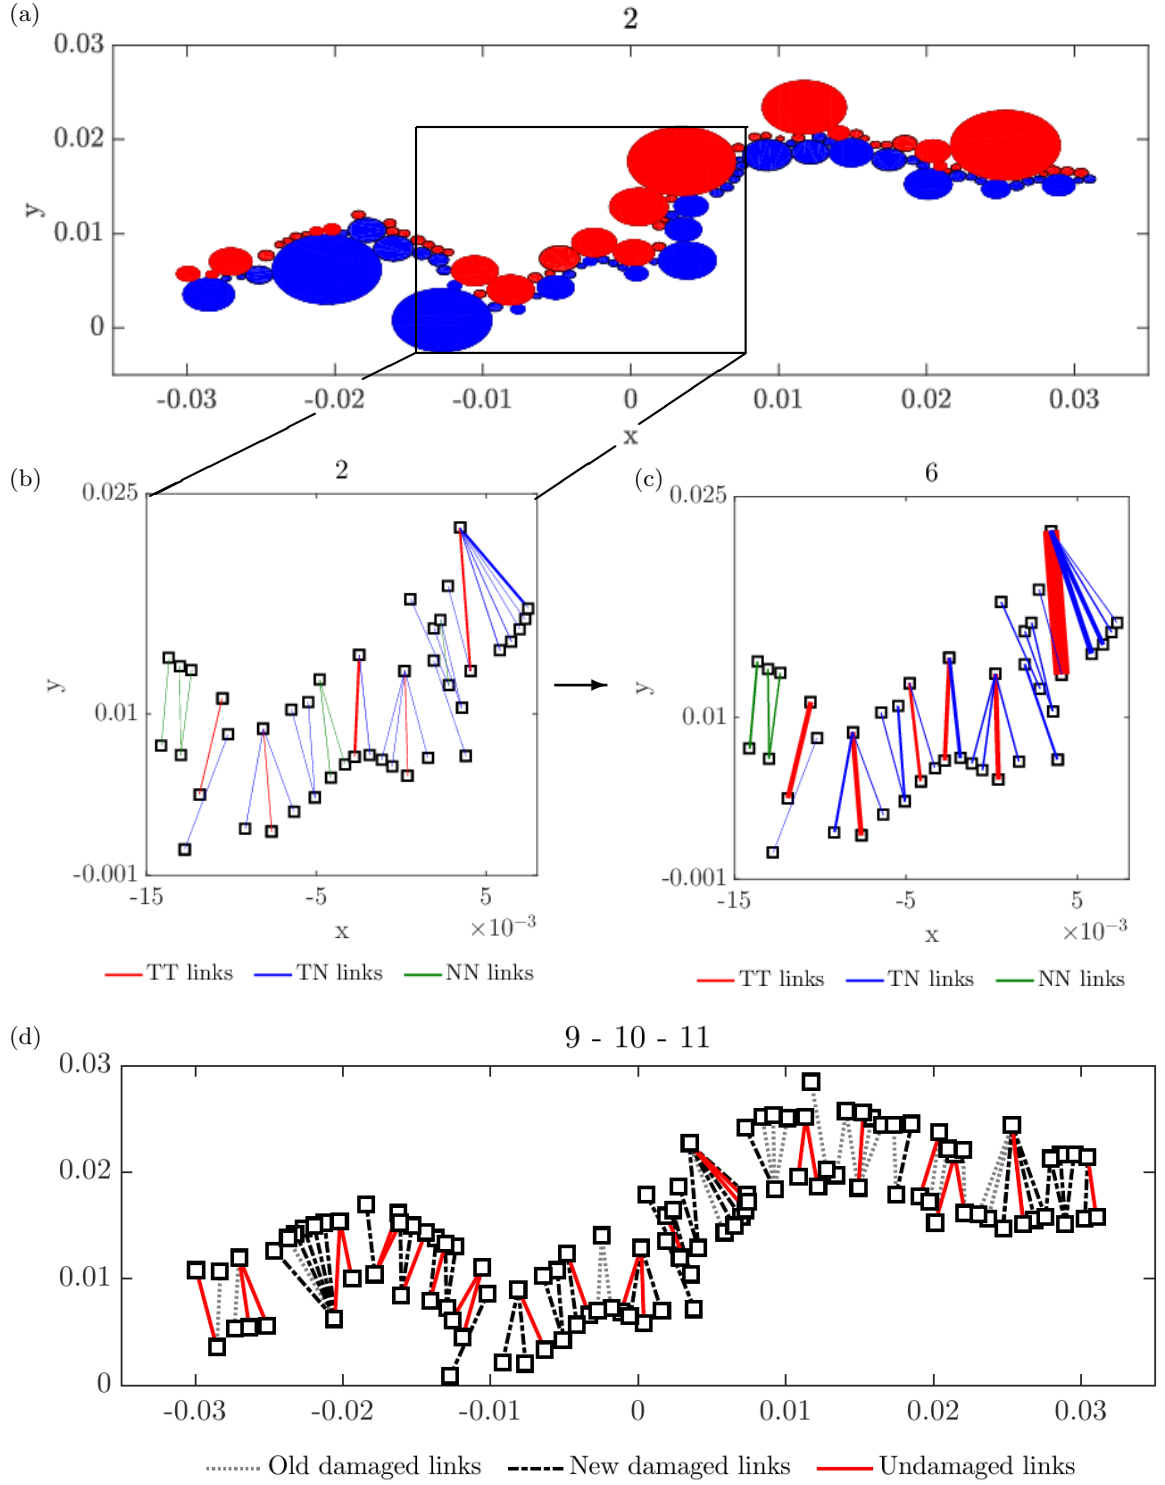 (a)
2
0.03
0.02
0.01
0
y
-0.03 -0.02 -0.01 0 0.01 0.02 0.03
x
(b)
2
0.025
0.01
-0.001
y
-15 -5 5
×10⁻³
x
TT links TN links NN links
(c)
6
0.025
0.01
-0.001
y
-15 -5 5
×10⁻³
x
TT links TN links NN links
(d)
9 - 10 - 11
0.03
0.02
0.01
0
-0.03 -0.02 -0.01 0 0.01 0.02 0.03
Old damaged links New damaged links Undamaged links